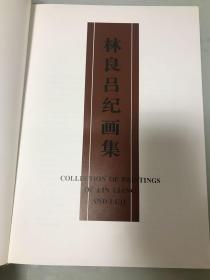 林良吕纪画集
COLLECTION OF PAINTINGS
OF LIN LIANG
AND LU JI